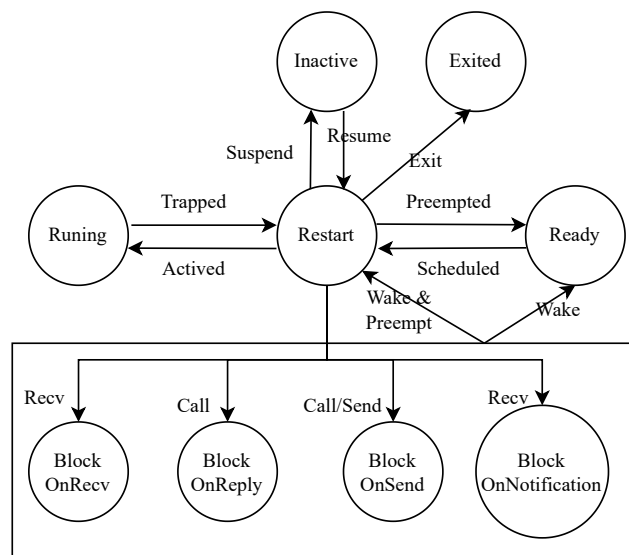 Inactive
Exited
Suspend
Resume
Exit
Runing
Trapped
Actived
Restart
Preempted
Scheduled
Ready
Wake &
Preempt
Wake
Recv
Call
Call/Send
Recv
Block
OnRecv
Block
OnReply
Block
OnSend
Block
OnNotification